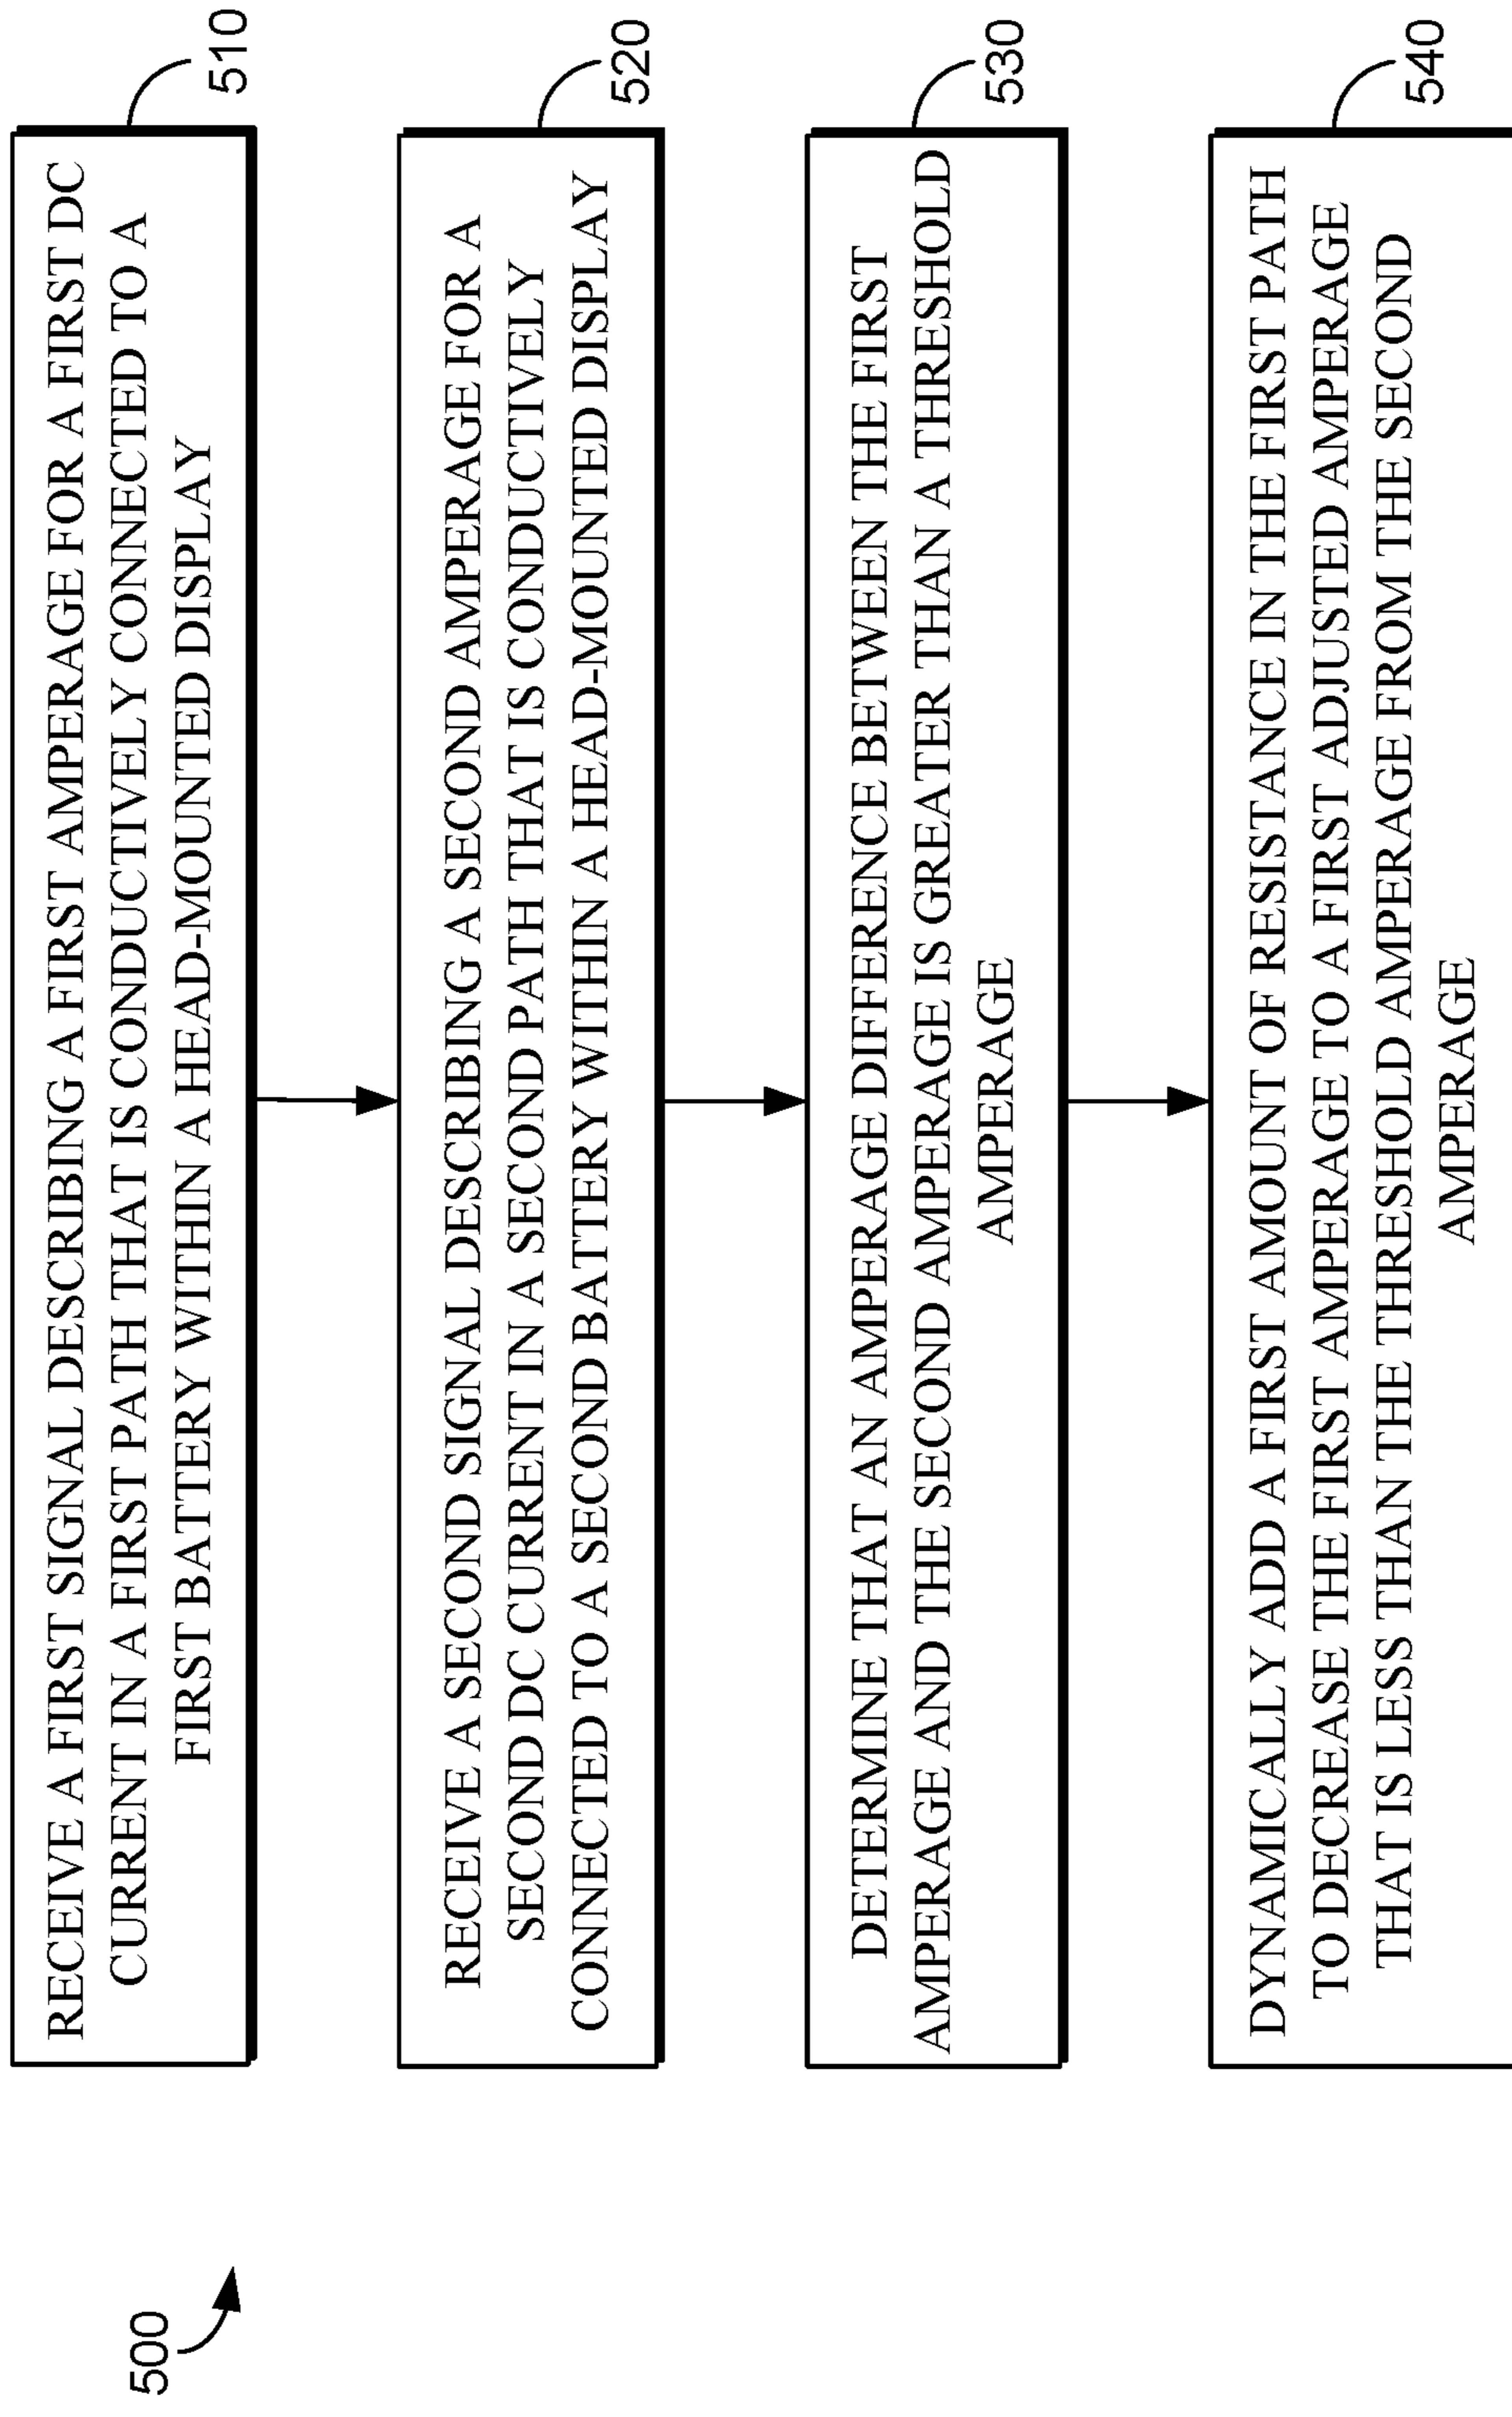 500
RECEIVE A FIRST SIGNAL DESCRIBING A FIRST AMPERAGE FOR A FIRST DC
CURRENT IN A FIRST PATH THAT IS CONDUCTIVELY CONNECTED TO A
FIRST BATTERY WITHIN A HEAD-MOUNTED DISPLAY
510
RECEIVE A SECOND SIGNAL DESCRIBING A SECOND AMPERAGE FOR A
SECOND DC CURRENT IN A SECOND PATH THAT IS CONDUCTIVELY
CONNECTED TO A SECOND BATTERY WITHIN A HEAD-MOUNTED DISPLAY
520
DETERMINE THAT AN AMPERAGE DIFFERENCE BETWEEN THE FIRST
AMPERAGE AND THE SECOND AMPERAGE IS GREATER THAN A THRESHOLD
AMPERAGE
530
DYNAMICALLY ADD A FIRST AMOUNT OF RESISTANCE IN THE FIRST PATH
TO DECREASE THE FIRST AMPERAGE TO A FIRST ADJUSTED AMPERAGE
THAT IS LESS THAN THE THRESHOLD AMPERAGE FROM THE SECOND
AMPERAGE
540